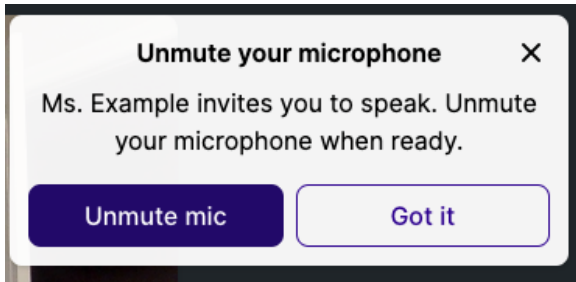 Unmute your microphone
Ms. Example invites you to speak. Unmute
your microphone when ready.
Unmute mic
Got it